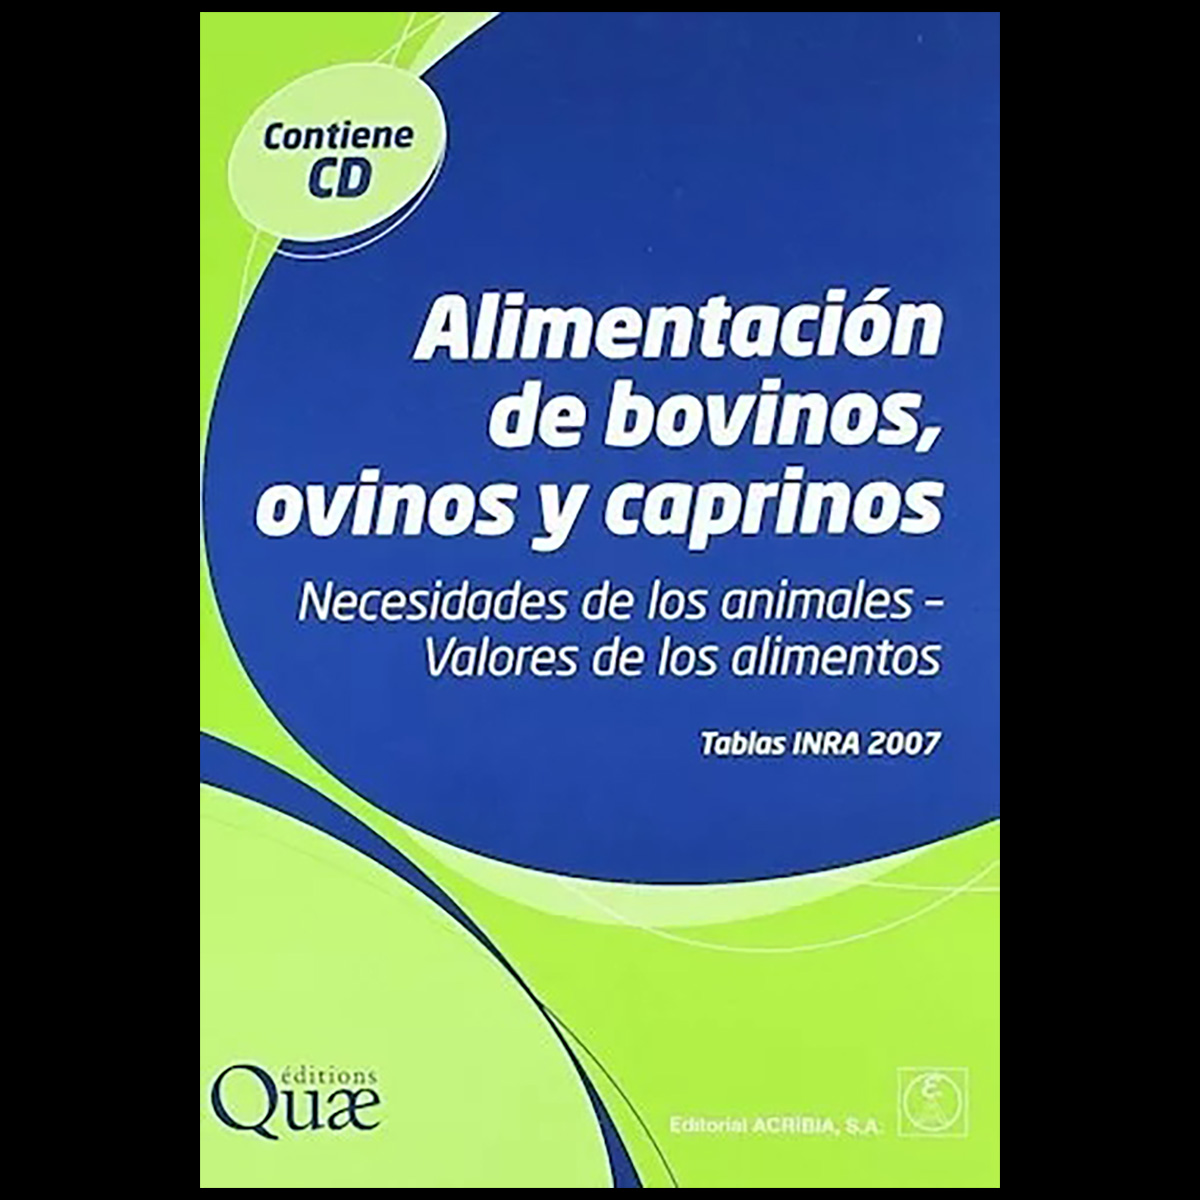 Contiene
CD
Alimentación
de bovinos,
ovinos y caprinos
Necesidades de los animales –
Valores de los alimentos
Tablas INRA 2007
éditions
Quæ
Editorial ACRIBIA, S.A.